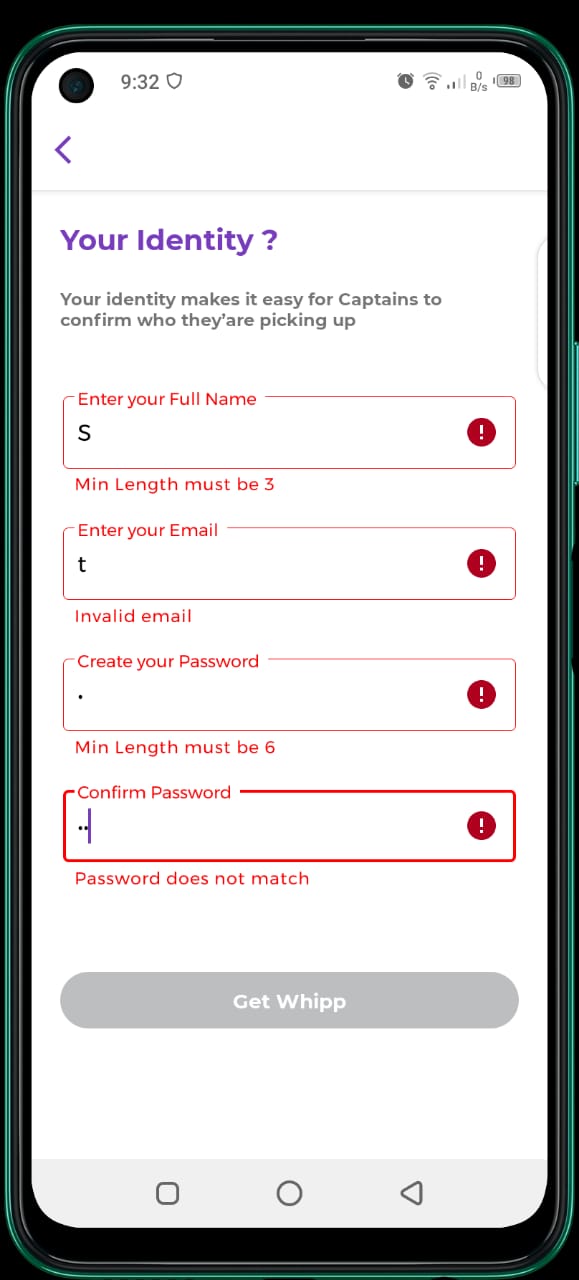 9:32
0
B/s
98
Your Identity ?
Your identity makes it easy for Captains to
confirm who they’are picking up
Enter your Full Name
S
!
Min Length must be 3
Enter your Email
t
!
Invalid email
Create your Password
•
!
Min Length must be 6
Confirm Password
••
!
Password does not match
Get Whipp